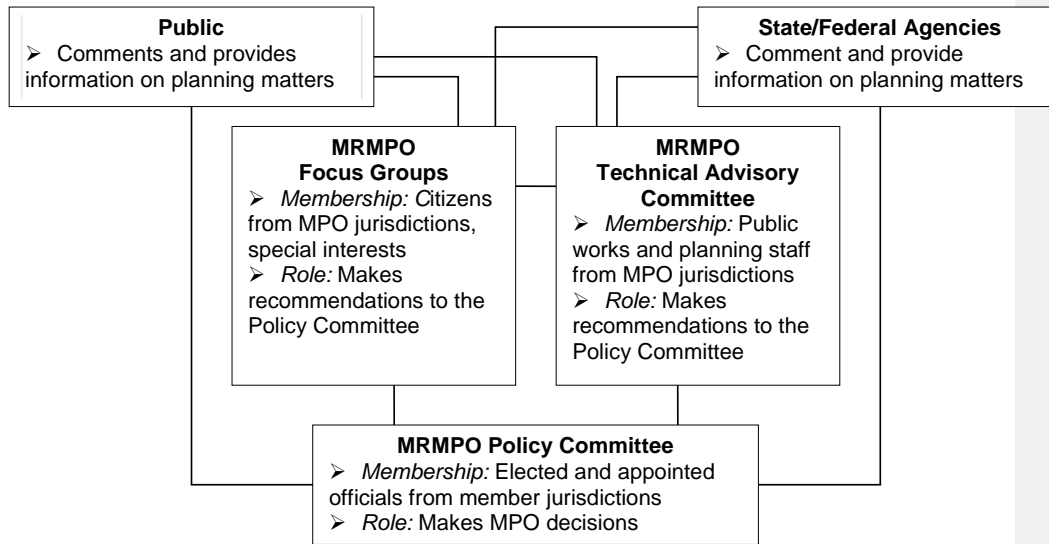 Public
➢ Comments and provides
information on planning matters
State/Federal Agencies
➢ Comment and provide
information on planning matters
MRMPO
Focus Groups
➢ Membership: Citizens
from MPO jurisdictions,
special interests
➢ Role: Makes
recommendations to the
Policy Committee
MRMPO
Technical Advisory
Committee
➢ Membership: Public
works and planning staff
from MPO jurisdictions
➢ Role: Makes
recommendations to the
Policy Committee
MRMPO Policy Committee
➢ Membership: Elected and appointed
officials from member jurisdictions
➢ Role: Makes MPO decisions